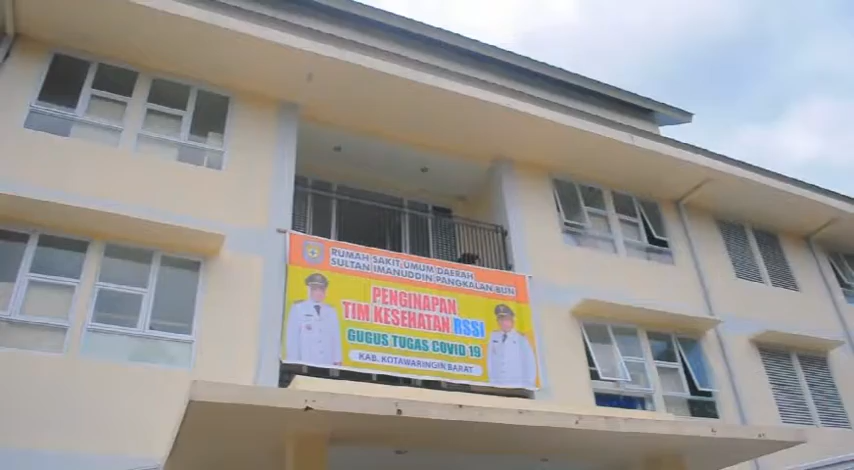 RUMAH SAKIT UMUM DAERAH
SULTAN IMANUDDIN PANGKALAN BUN
PENGINAPAN
TIM KESEHATAN RSSI
GUGUS TUGAS COVID 19
KAB. KOTAWARINGIN BARAT